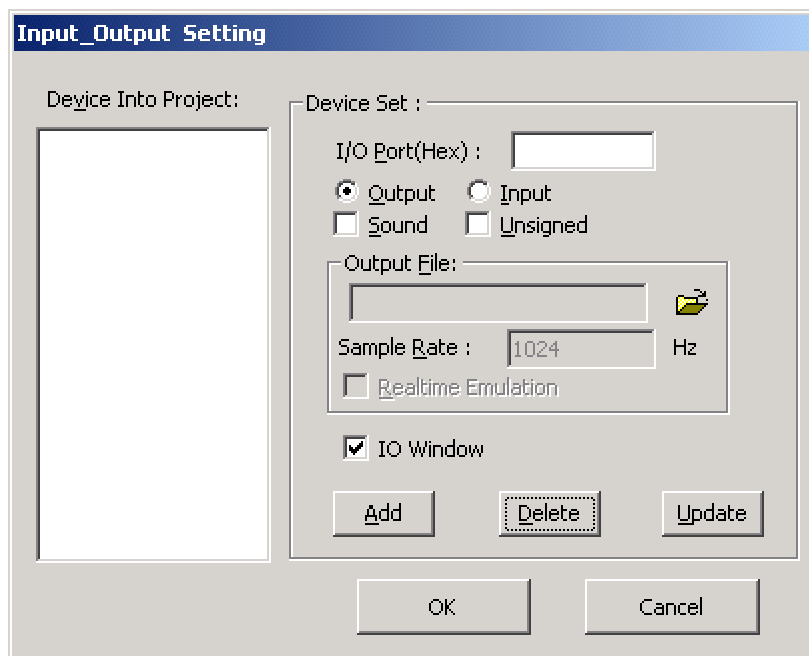 Input_Output Setting
Device Into Project:
Device Set :
I/O Port(Hex) :
Output Input
Sound Unsigned
Output File:
Sample Rate : 1024 Hz
Realtime Emulation
IO Window
Add Delete Update
OK Cancel